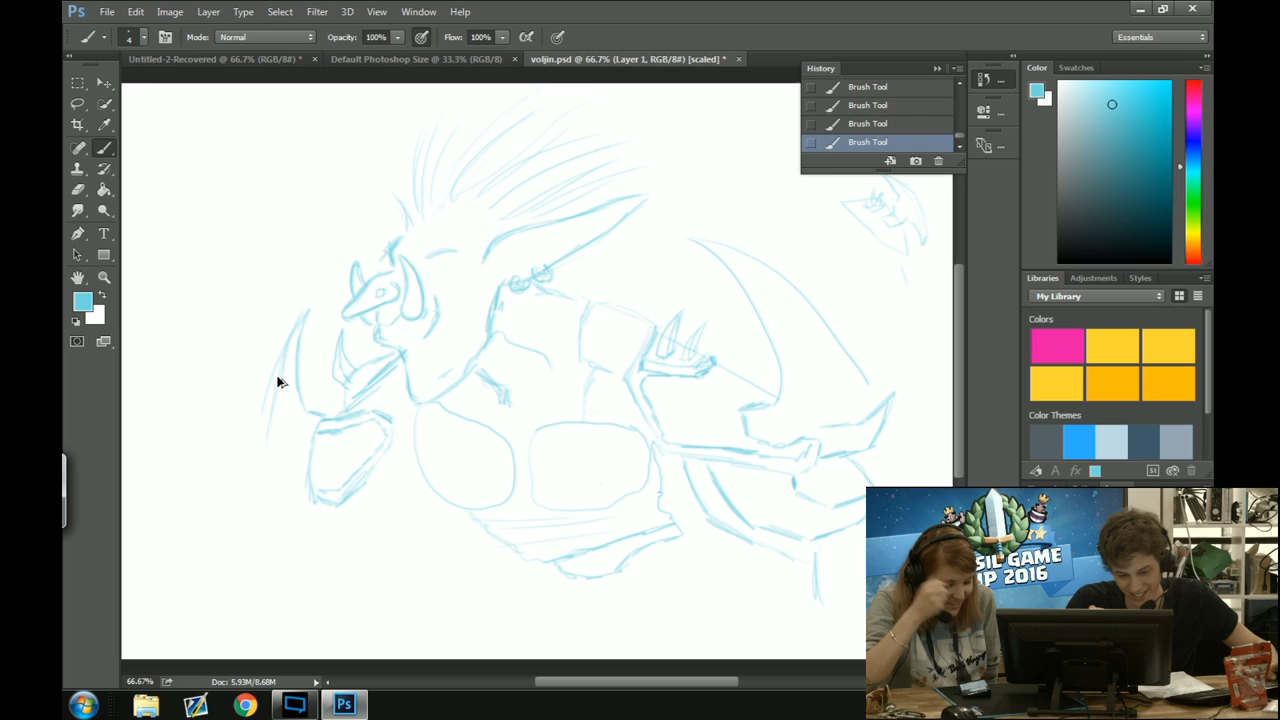 Ps File Edit Image Layer Type Select Filter 3D View Window Help
4 Mode: Normal Opacity: 100% Flow: 100% Essentials
Untitled-2-Recovered @ 66.7% (RGB/8#) * × Default Photoshop Size @ 33.3% (RGB/8) × voljin.psd @ 66.7% (Layer 1, RGB/8#) [scaled] * ×
History
Color Swatches
Brush Tool
Brush Tool
Brush Tool
Brush Tool
Libraries Adjustments Styles
My Library
Colors
Color Themes
SIL GAME
UP 2016
66.67% Doc: 5.93M/8.68M
Ps